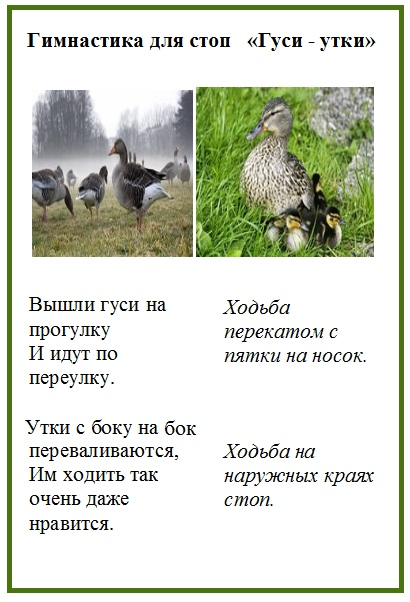 Гимнастика для стоп «Гуси - утки»
Вышли гуси на
прогулку
И идут по
переулку.
Ходьба
перекатом с
пятки на носок.
Утки с боку на бок
переваливаются,
Им ходить так
очень даже
нравится.
Ходьба на
наружных краях
стоп.